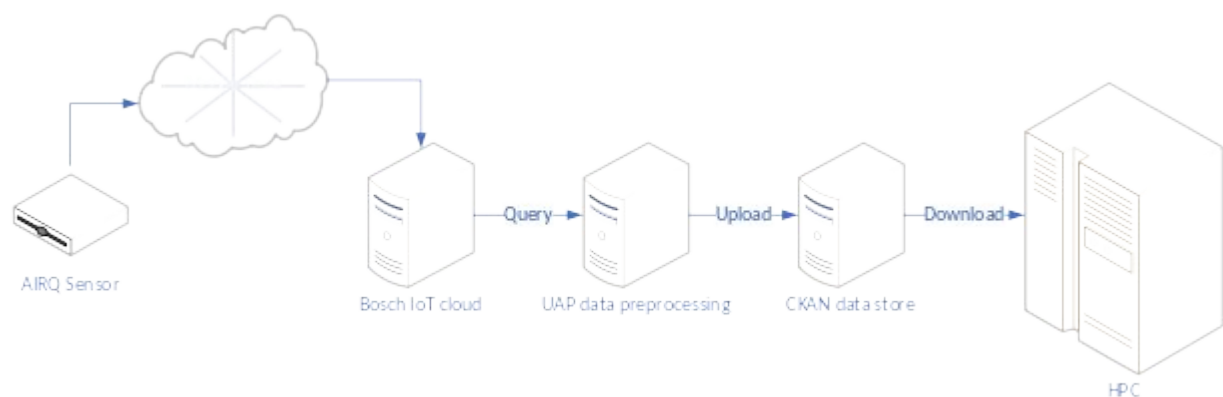 AIRQ Sensor
Bosch IoT cloud
Query
UAP data preprocessing
Upload
CKAN data store
Download
HPC